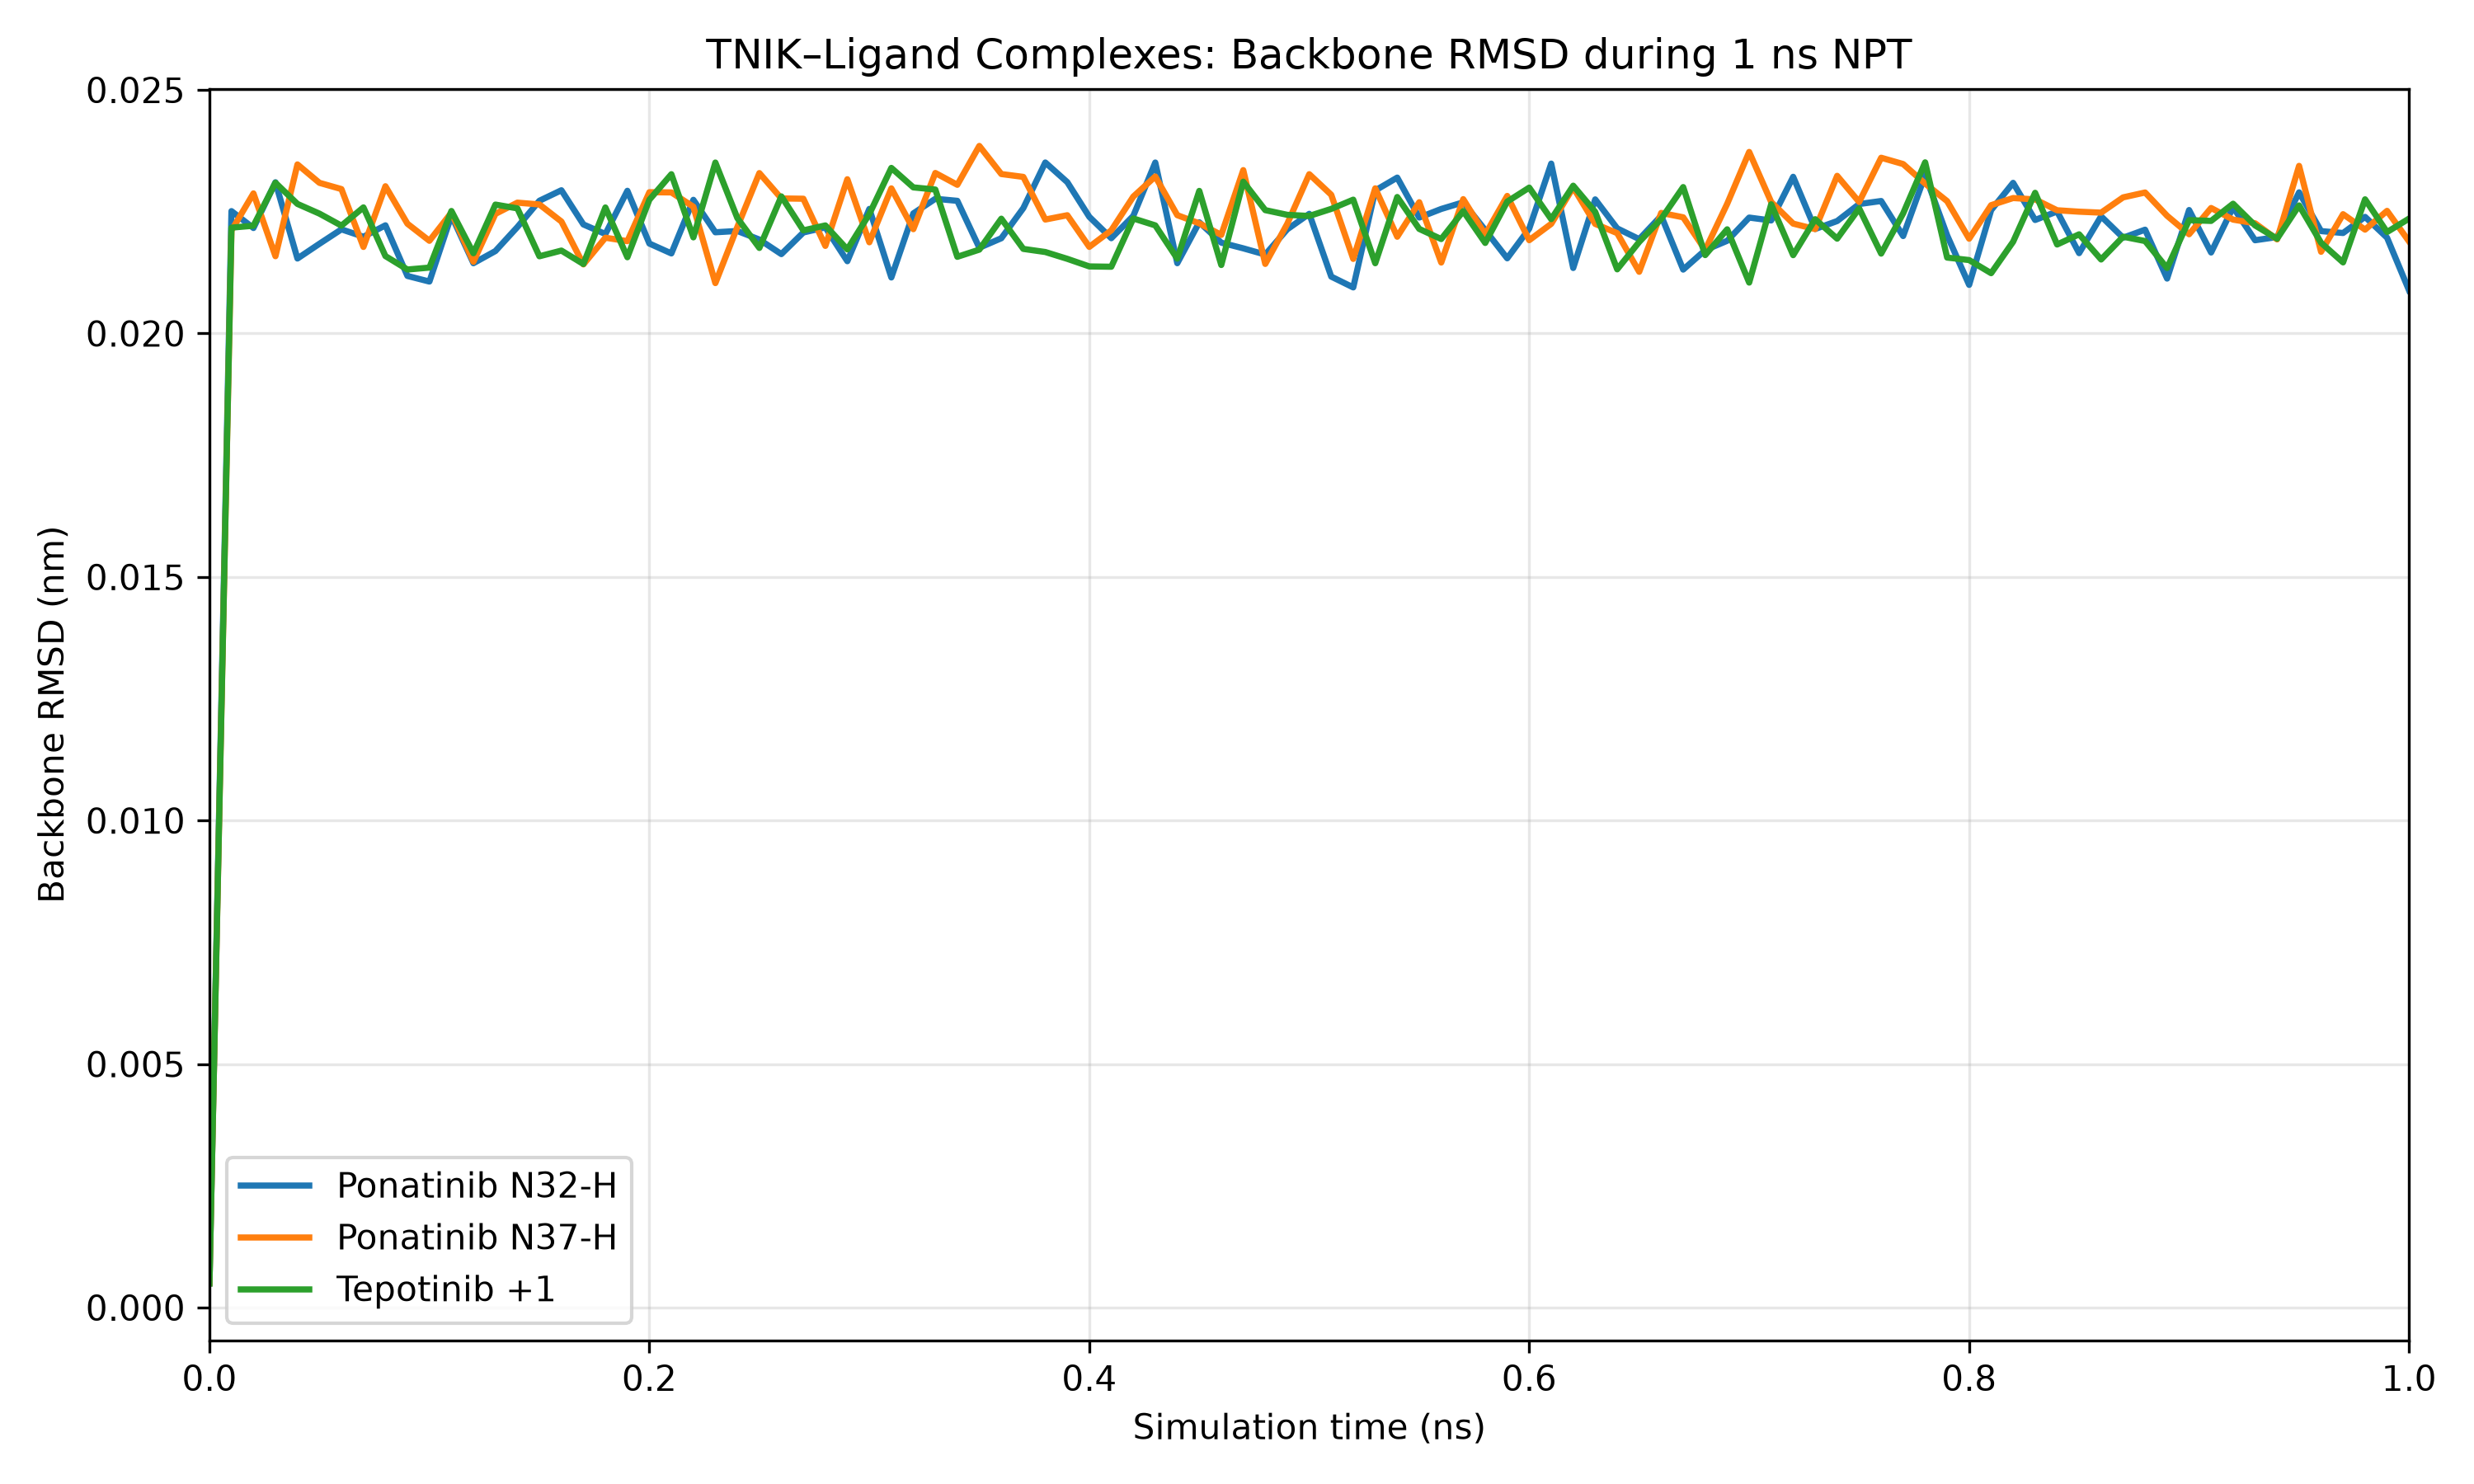 TNIK–Ligand Complexes: Backbone RMSD during 1 ns NPT
Backbone RMSD (nm)
0.025
0.020
0.015
0.010
0.005
0.000
Ponatinib N32-H
Ponatinib N37-H
Tepotinib +1
0.0 0.2 0.4 0.6 0.8 1.0
Simulation time (ns)